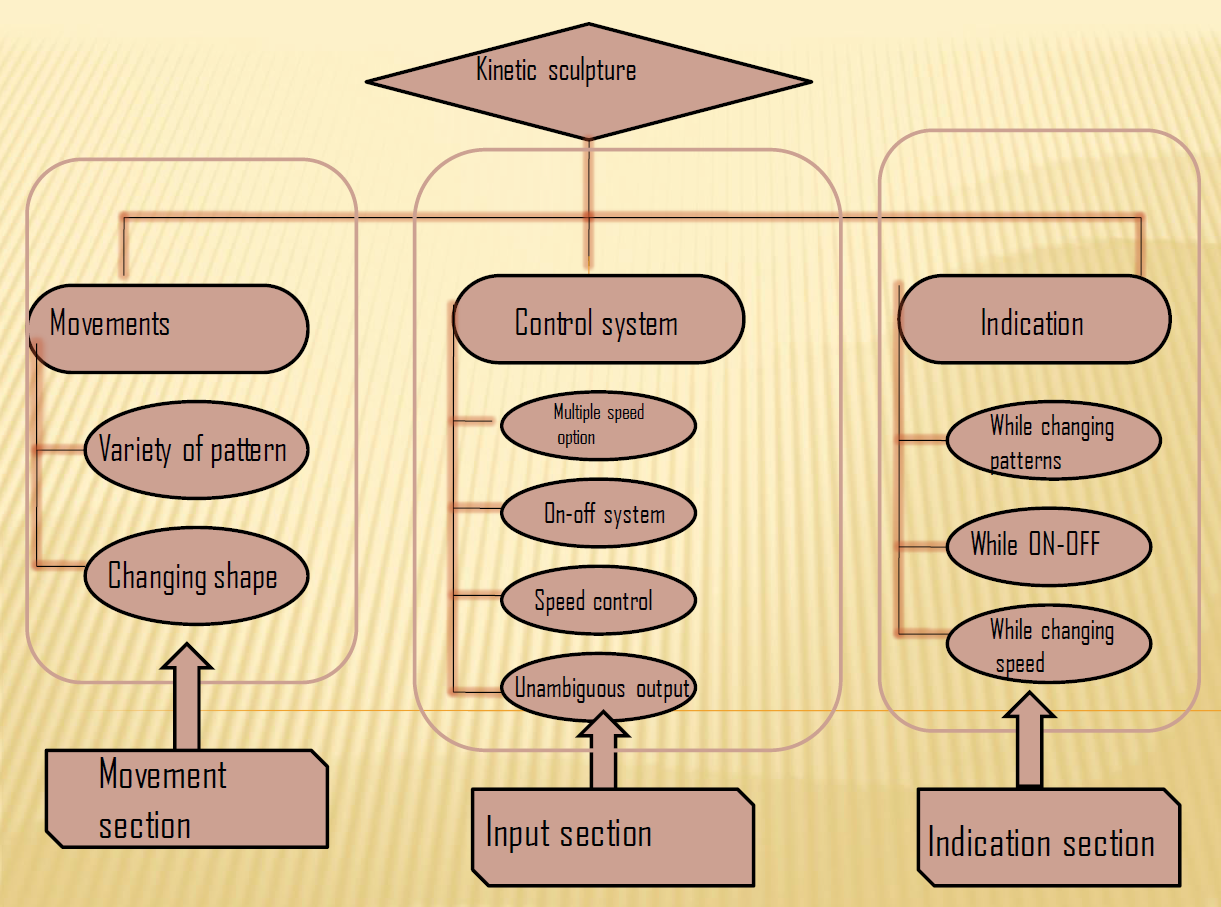 Kinetic sculpture
Movements
Variety of pattern
Changing shape
Movement
section
Control system
Multiple speed
option
On-off system
Speed control
Unambiguous output
Input section
Indication
While changing
patterns
While ON-OFF
While changing
speed
Indication section